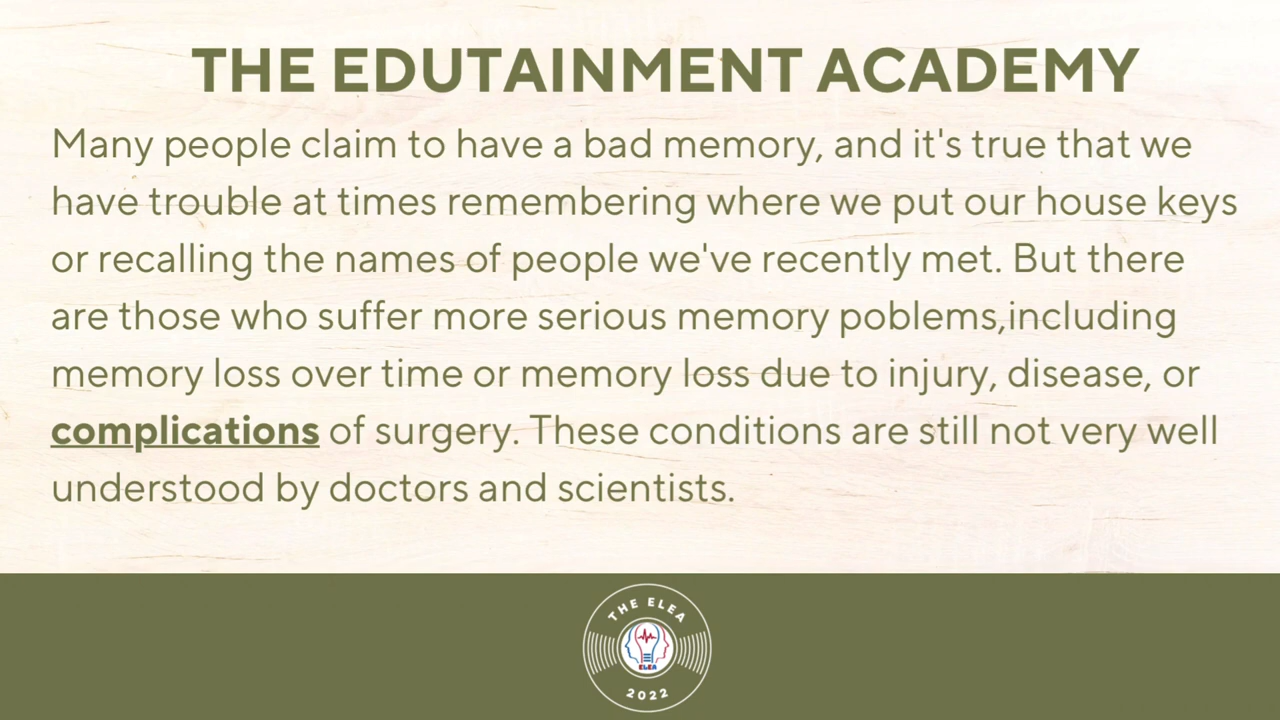 THE EDUTAINMENT ACADEMY
Many people claim to have a bad memory, and it's true that we
have trouble at times remembering where we put our house keys
or recalling the names of people we've recently met. But there
are those who suffer more serious memory poblems,including
memory loss over time or memory loss due to injury, disease, or
complications of surgery. These conditions are still not very well
understood by doctors and scientists.
THE ELEA
ELEA
2022